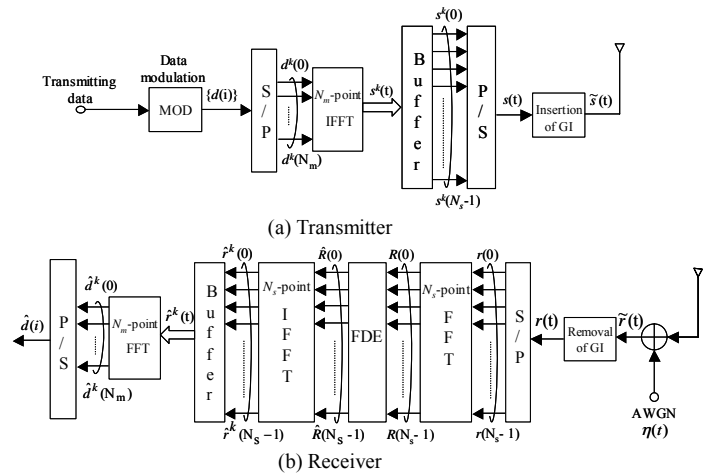 Transmitting
data
Data
modulation
MOD
{d(i)}
S
/
P
d^k(0)
d^k(N_m)
N_m-point
IFFT
s^k(t)
B
u
f
f
e
r
s^k(0)
s^k(N_s-1)
P
/
S
s(t)
Insertion
of GI
s̃(t)
(a) Transmitter
d̂(i)
P
/
S
d̂^k(0)
d̂^k(N_m)
N_m-point
FFT
r̂^k(t)
B
u
f
f
e
r
r̂^k(0)
r̂^k(N_S−1)
N_s-point
I
F
F
T
R̂(0)
R̂(N_S−1)
FDE
R(0)
R(N_s-1)
N_s-point
F
F
T
r(0)
r(N_s-1)
S
/
P
r(t)
Removal
of GI
r̃(t)
AWGN
η(t)
(b) Receiver